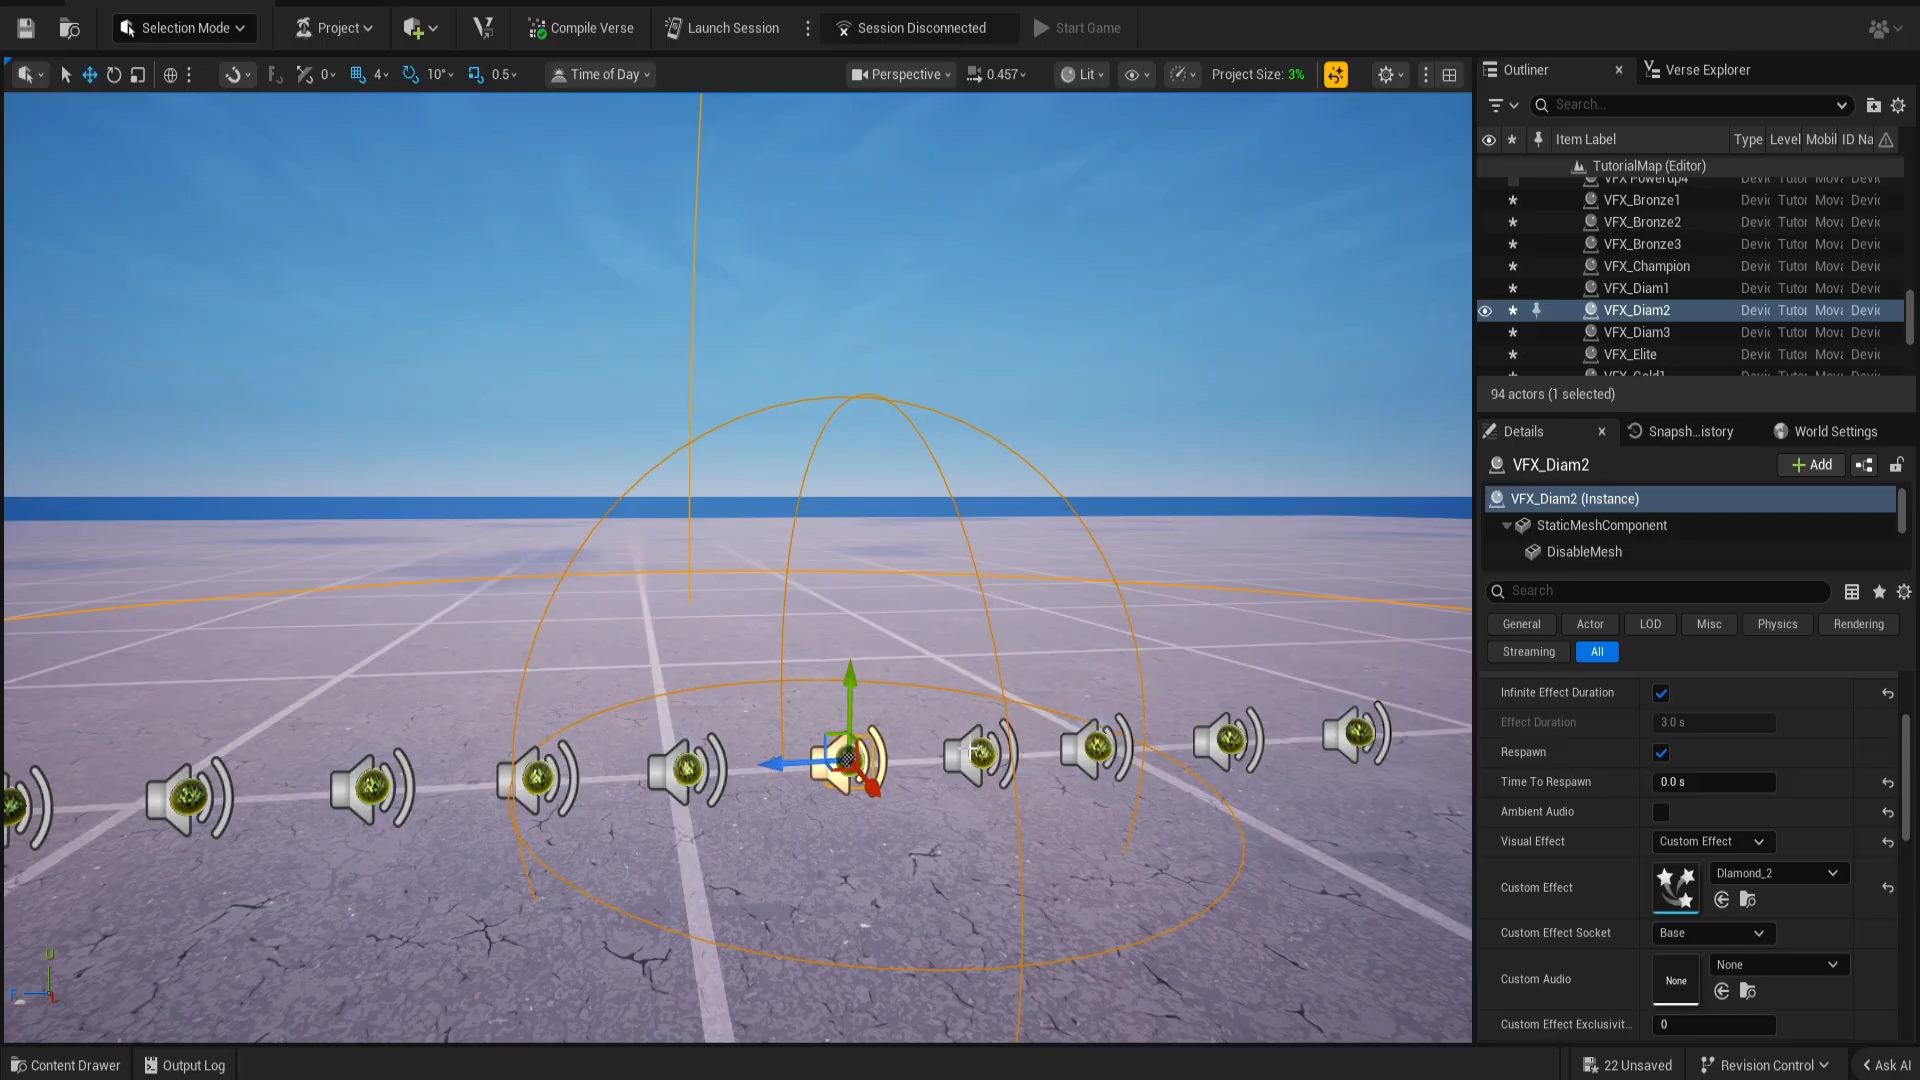 Selection Mode
Project
Compile Verse
Launch Session
Session Disconnected
Start Game
0
4
10°
0.5
Time of Day
Perspective
0.457
Lit
Project Size: 3%
Outliner
Verse Explorer
Search...
Item Label
Type
Level
Mobil
ID Na
TutorialMap (Editor)
VFX Powerup4
VFX_Bronze1
VFX_Bronze2
VFX_Bronze3
VFX_Champion
VFX_Diam1
VFX_Diam2
VFX_Diam3
VFX_Elite
VFX_Gold1
94 actors (1 selected)
Details
Snapsh...istory
World Settings
VFX_Diam2
Add
VFX_Diam2 (Instance)
StaticMeshComponent
DisableMesh
Search
General
Actor
LOD
Misc
Physics
Rendering
Streaming
All
Infinite Effect Duration
Effect Duration
3.0 s
Respawn
Time To Respawn
0.0 s
Ambient Audio
Visual Effect
Custom Effect
Custom Effect
DIamond_2
Custom Effect Socket
Base
Custom Audio
None
None
Custom Effect Exclusivit...
0
Content Drawer
Output Log
22 Unsaved
Revision Control
Ask AI